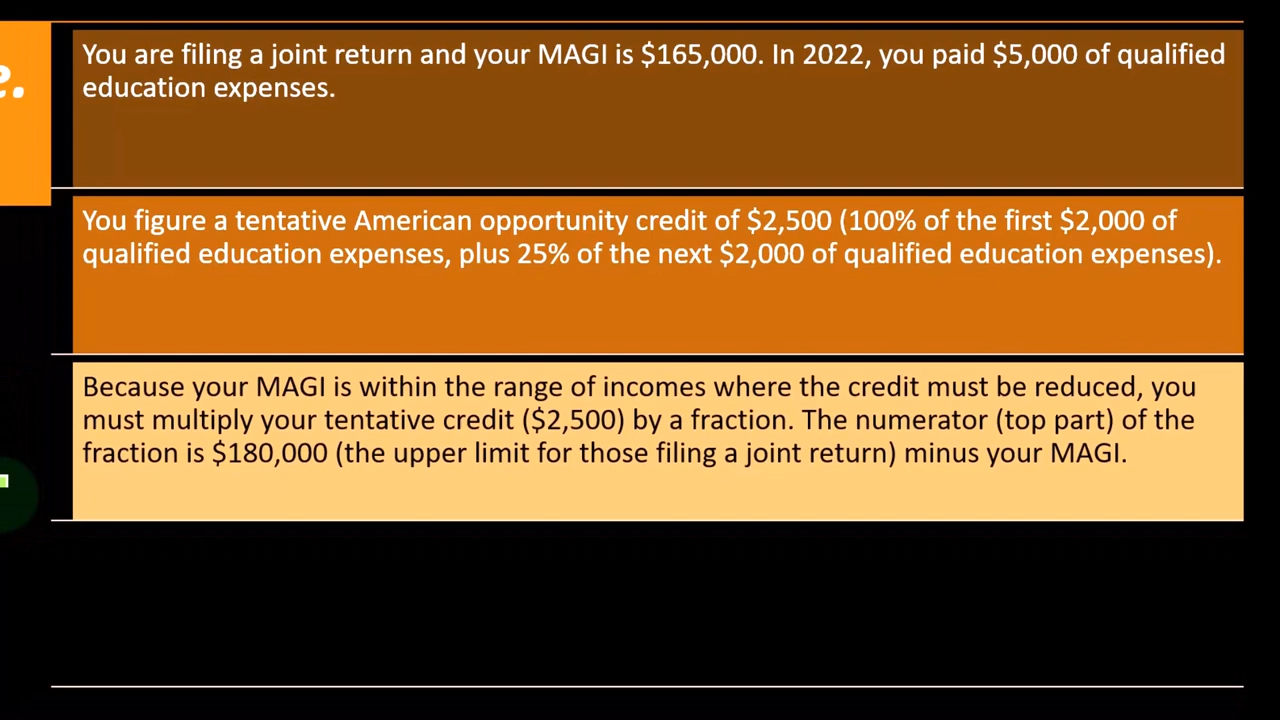 e.
You are filing a joint return and your MAGI is $165,000. In 2022, you paid $5,000 of qualified
education expenses.
You figure a tentative American opportunity credit of $2,500 (100% of the first $2,000 of
qualified education expenses, plus 25% of the next $2,000 of qualified education expenses).
Because your MAGI is within the range of incomes where the credit must be reduced, you
must multiply your tentative credit ($2,500) by a fraction. The numerator (top part) of the
fraction is $180,000 (the upper limit for those filing a joint return) minus your MAGI.